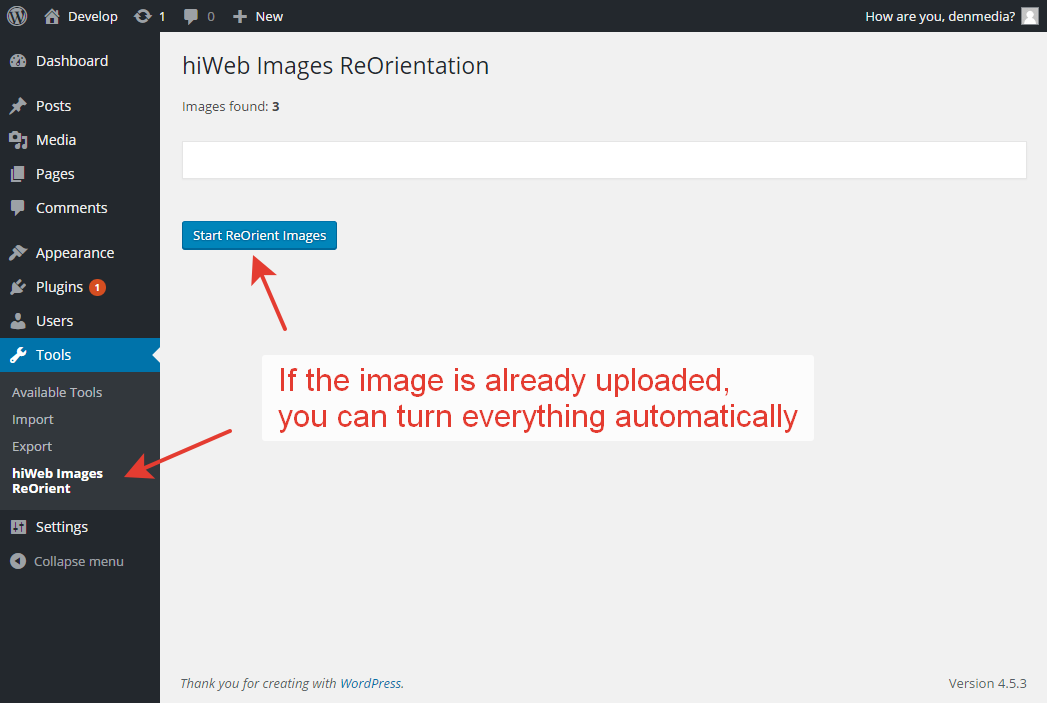 Develop 1 0 New How are you, denmedia?
Dashboard
Posts
Media
Pages
Comments
Appearance
Plugins 1
Users
Tools
Available Tools
Import
Export
hiWeb Images
ReOrient
Settings
Collapse menu
hiWeb Images ReOrientation
Images found: 3
Start ReOrient Images
If the image is already uploaded,
you can turn everything automatically
Thank you for creating with WordPress. Version 4.5.3